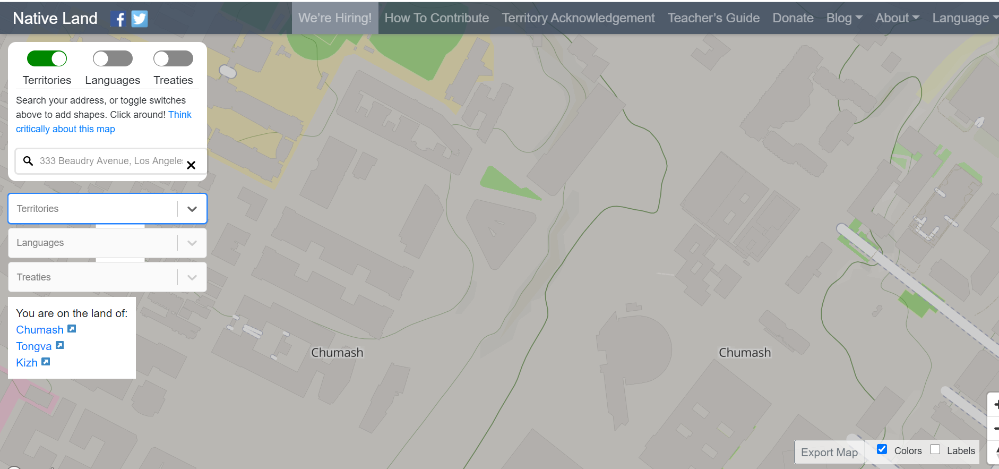 Native Land
We're Hiring! How To Contribute Territory Acknowledgement Teacher's Guide Donate Blog About Language
Territories Languages Treaties
Search your address, or toggle switches
above to add shapes. Click around! Think
critically about this map
333 Beaudry Avenue, Los Angeles
Territories
Languages
Treaties
You are on the land of:
Chumash
Tongva
Kizh
Chumash
Chumash
Export Map Colors Labels